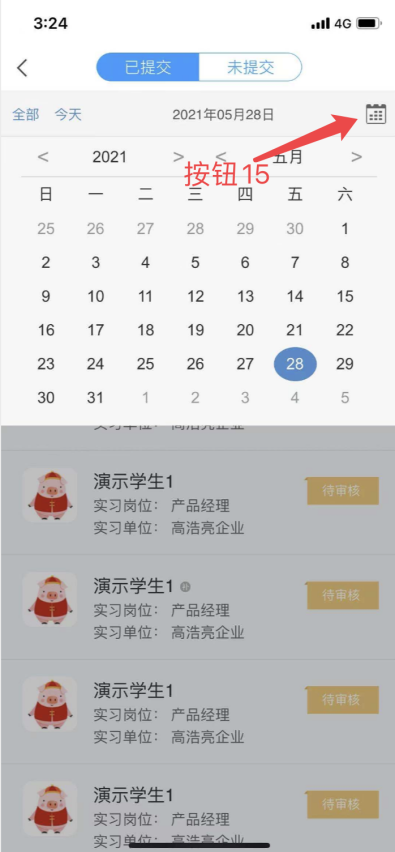 3:24 4G
已提交 未提交
全部 今天 2021年05月28日
< 2021 > < 五月 >
按钮15
日 一 二 三 四 五 六
25 26 27 28 29 30 1
2 3 4 5 6 7 8
9 10 11 12 13 14 15
16 17 18 19 20 21 22
23 24 25 26 27 28 29
30 31 1 2 3 4 5
实习单位： 高浩亮企业
演示学生1
待审核
实习岗位： 产品经理
实习单位： 高浩亮企业
演示学生1
待审核
实习岗位： 产品经理
实习单位： 高浩亮企业
演示学生1
待审核
实习岗位： 产品经理
实习单位： 高浩亮企业
演示学生1
待审核
实习岗位： 产品经理
实习单位： 高浩亮企业